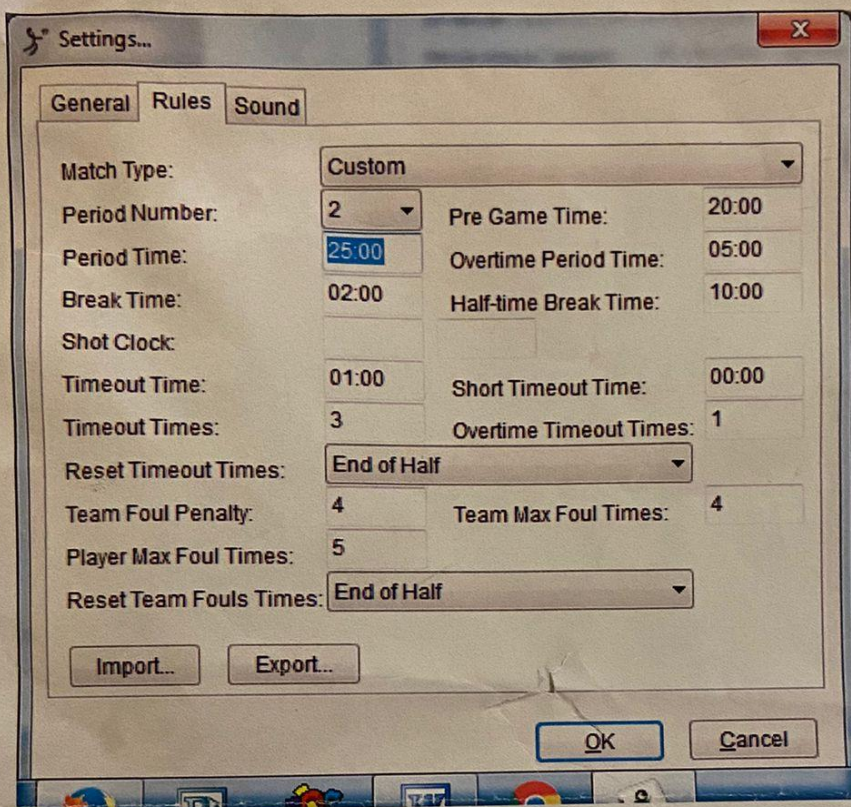 Settings...
General Rules Sound
Match Type: Custom
Period Number: 2 Pre Game Time: 20:00
Period Time: 25:00 Overtime Period Time: 05:00
Break Time: 02:00 Half-time Break Time: 10:00
Shot Clock:
Timeout Time: 01:00 Short Timeout Time: 00:00
Timeout Times: 3 Overtime Timeout Times: 1
Reset Timeout Times: End of Half
Team Foul Penalty: 4 Team Max Foul Times: 4
Player Max Foul Times: 5
Reset Team Fouls Times: End of Half
Import... Export...
OK Cancel